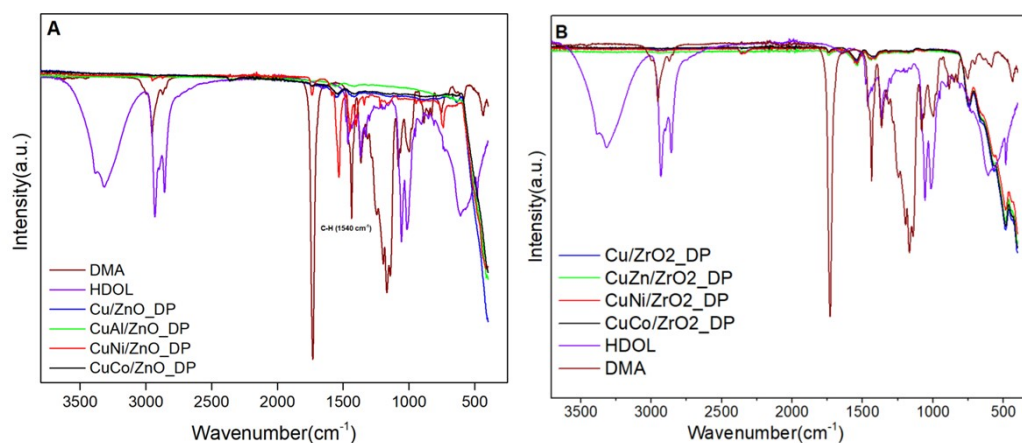 A
Intensity(a.u.)
C-H (1540 cm⁻¹)
DMA
HDOL
Cu/ZnO_DP
CuAl/ZnO_DP
CuNi/ZnO_DP
CuCo/ZnO_DP
3500 3000 2500 2000 1500 1000 500
Wavenumber(cm⁻¹)
B
Intensity(a.u.)
Cu/ZrO2_DP
CuZn/ZrO2_DP
CuNi/ZrO2_DP
CuCo/ZrO2_DP
HDOL
DMA
3500 3000 2500 2000 1500 1000 500
Wavenumber(cm⁻¹)